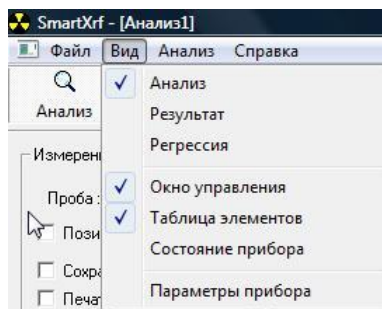 SmartXrf - [Анализ1]
Файл Вид Анализ Справка
Анализ
Анализ
Результат
Регрессия
Окно управления
Таблица элементов
Состояние прибора
Параметры прибора
Измерен
Проба :
Пози
Сохра
Печат